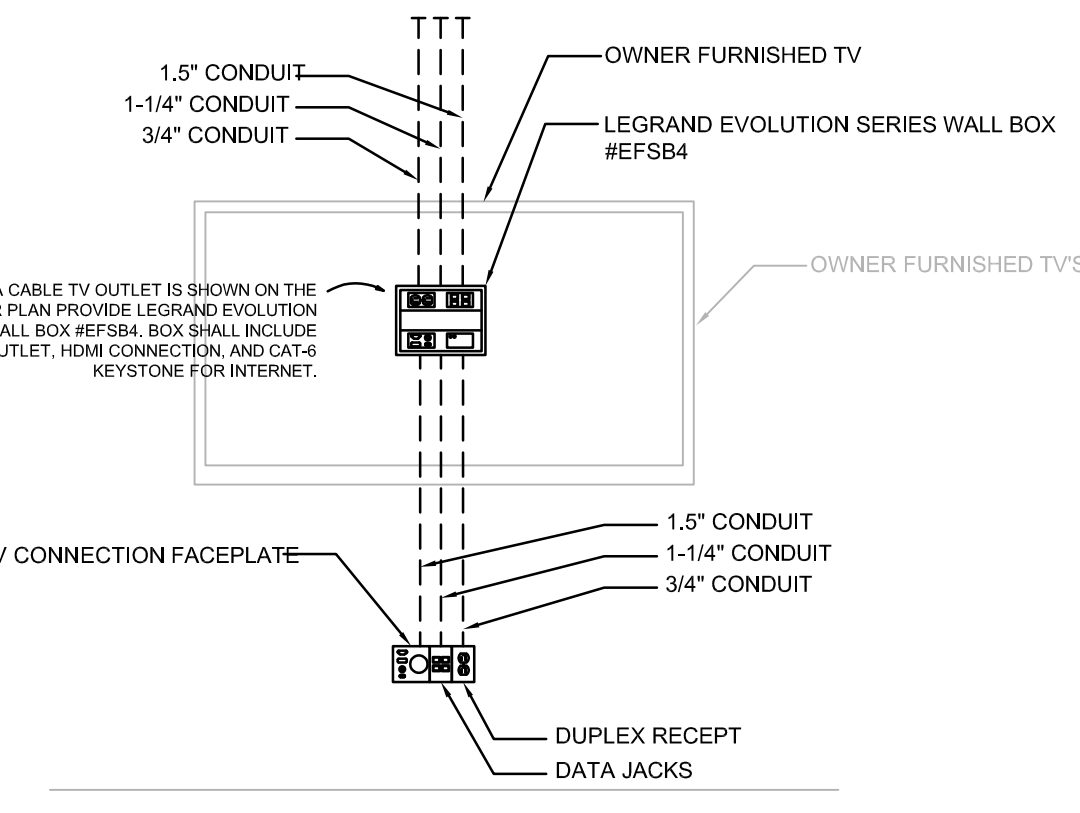 OWNER FURNISHED TV
1.5" CONDUIT
1-1/4" CONDUIT
3/4" CONDUIT
LEGRAND EVOLUTION SERIES WALL BOX
#EFSB4
OWNER FURNISHED TV'S
A CABLE TV OUTLET IS SHOWN ON THE
R PLAN PROVIDE LEGRAND EVOLUTION
ALL BOX #EFSB4. BOX SHALL INCLUDE
UTLET, HDMI CONNECTION, AND CAT-6
KEYSTONE FOR INTERNET.
1.5" CONDUIT
1-1/4" CONDUIT
3/4" CONDUIT
V CONNECTION FACEPLATE
DUPLEX RECEPT
DATA JACKS